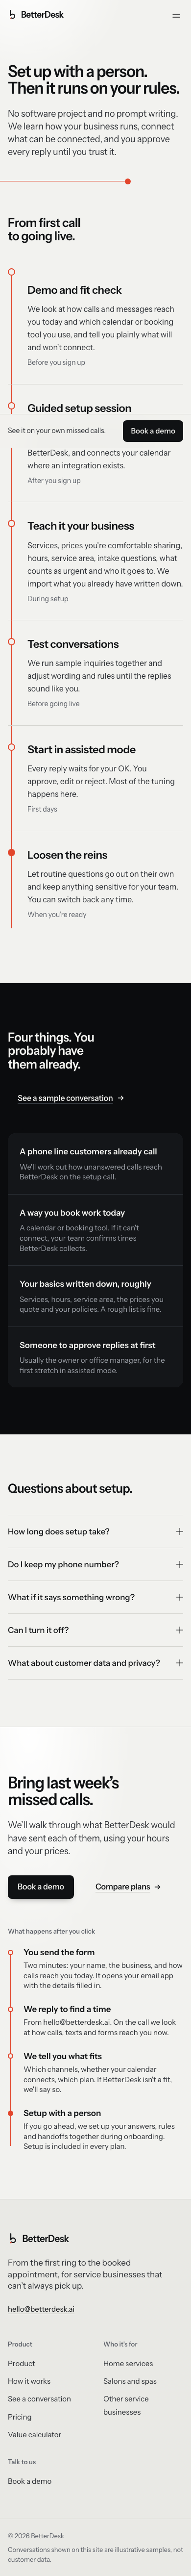 BetterDesk
Set up with a person.
Then it runs on your rules.
No software project and no prompt writing.
We learn how your business runs, connect
what can be connected, and you approve
every reply until you trust it.
From first call
to going live.
Demo and fit check
We look at how calls and messages reach
you today and which calendar or booking
tool you use, and tell you plainly what will
and won't connect.
Before you sign up
Guided setup session
See it on your own missed calls.
Book a demo
BetterDesk, and connects your calendar
where an integration exists.
After you sign up
Teach it your business
Services, prices you're comfortable sharing,
hours, service area, intake questions, what
counts as urgent and who it goes to. We
import what you already have written down.
During setup
Test conversations
We run sample inquiries together and
adjust wording and rules until the replies
sound like you.
Before going live
Start in assisted mode
Every reply waits for your OK. You
approve, edit or reject. Most of the tuning
happens here.
First days
Loosen the reins
Let routine questions go out on their own
and keep anything sensitive for your team.
You can switch back any time.
When you're ready
Four things. You
probably have
them already.
See a sample conversation →
A phone line customers already call
We'll work out how unanswered calls reach
BetterDesk on the setup call.
A way you book work today
A calendar or booking tool. If it can't
connect, your team confirms times
BetterDesk collects.
Your basics written down, roughly
Services, hours, service area, the prices you
quote and your policies. A rough list is fine.
Someone to approve replies at first
Usually the owner or office manager, for the
first stretch in assisted mode.
Questions about setup.
How long does setup take?
Do I keep my phone number?
What if it says something wrong?
Can I turn it off?
What about customer data and privacy?
Bring last week's
missed calls.
We'll walk through what BetterDesk would
have sent each of them, using your hours
and your prices.
Book a demo
Compare plans →
What happens after you click
You send the form
Two minutes: your name, the business, and how
calls reach you today. It opens your email app
with the details filled in.
We reply to find a time
From hello@betterdesk.ai. On the call we look
at how calls, texts and forms reach you now.
We tell you what fits
Which channels, whether your calendar
connects, which plan. If BetterDesk isn't a fit,
we'll say so.
Setup with a person
If you go ahead, we set up your answers, rules
and handoffs together during onboarding.
Setup is included in every plan.
BetterDesk
From the first ring to the booked
appointment, for service businesses that
can't always pick up.
hello@betterdesk.ai
Product
Product
How it works
See a conversation
Pricing
Value calculator
Who it's for
Home services
Salons and spas
Other service
businesses
Talk to us
Book a demo
© 2026 BetterDesk
Conversations shown on this site are illustrative samples, not
customer data.